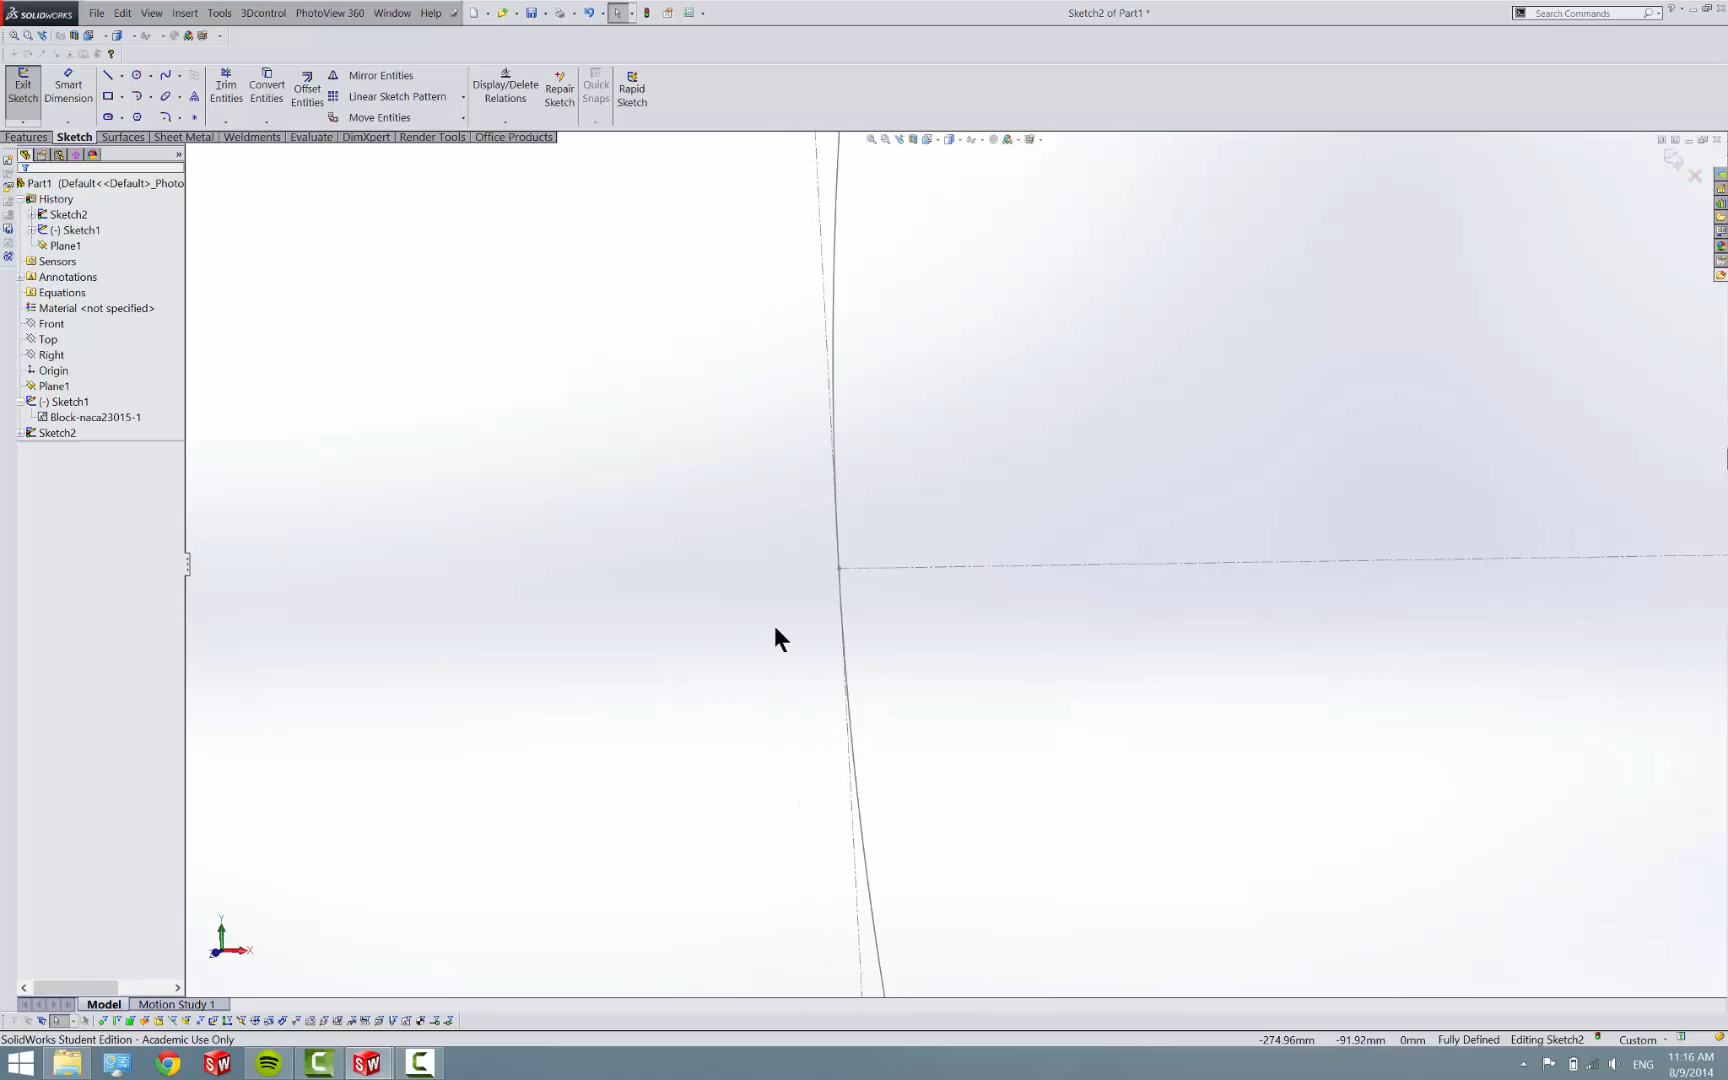 SOLIDWORKS File Edit View Insert Tools 3Dcontrol PhotoView 360 Window Help Sketch2 of Part1 * Search Commands
Exit Sketch
Smart Dimension
Trim Entities
Convert Entities
Offset Entities
Mirror Entities
Linear Sketch Pattern
Move Entities
Display/Delete Relations
Repair Sketch
Quick Snaps
Rapid Sketch
Features Sketch Surfaces Sheet Metal Weldments Evaluate DimXpert Render Tools Office Products
Part1 (Default<<Default>_Photo
History
Sketch2
(-) Sketch1
Plane1
Sensors
Annotations
Equations
Material <not specified>
Front
Top
Right
Origin
Plane1
(-) Sketch1
Block-naca23015-1
Sketch2
Y
X
Z
Model Motion Study 1
SolidWorks Student Edition - Academic Use Only -274.96mm -91.92mm 0mm Fully Defined Editing Sketch2 Custom
ENG 11:16 AM
8/9/2014